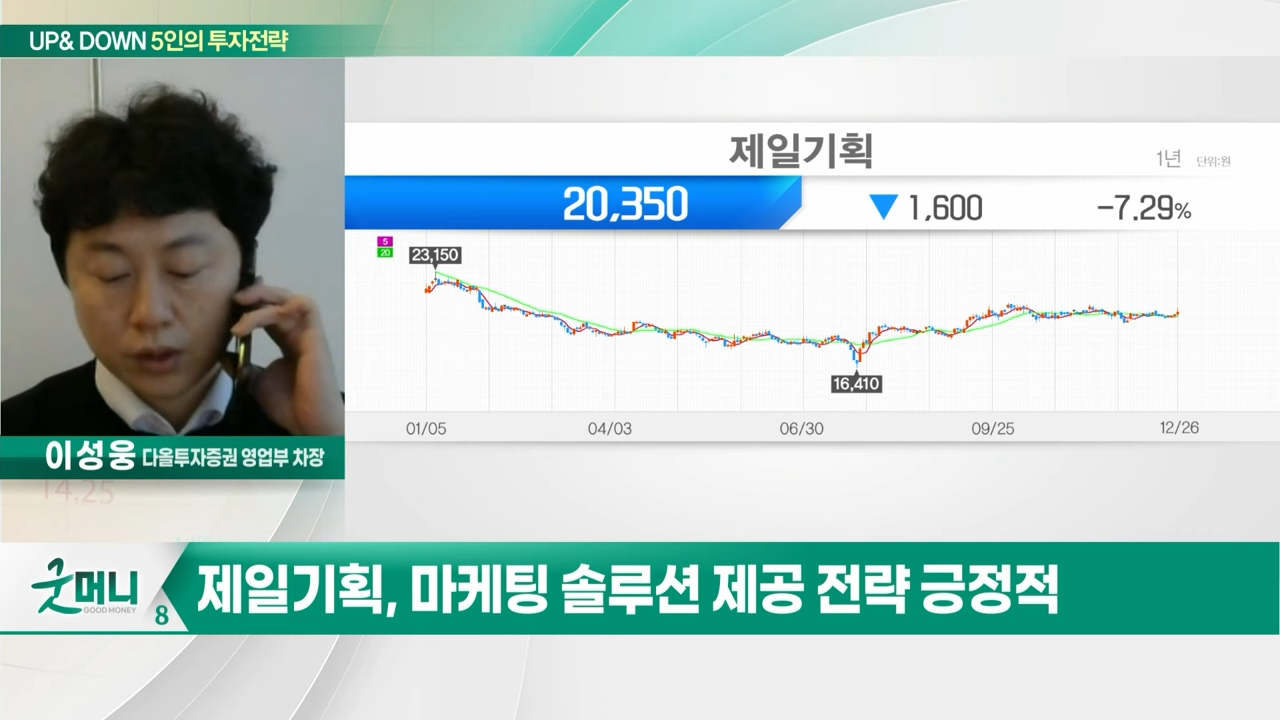 UP& DOWN 5인의 투자전략
제일기획
1년 단위:원
20,350 ▼ 1,600 -7.29%
5
20
23,150
16,410
01/05 04/03 06/30 09/25 12/26
이성웅 다올투자증권 영업부 차장
14.25
굿머니
GOOD MONEY
8
제일기획, 마케팅 솔루션 제공 전략 긍정적